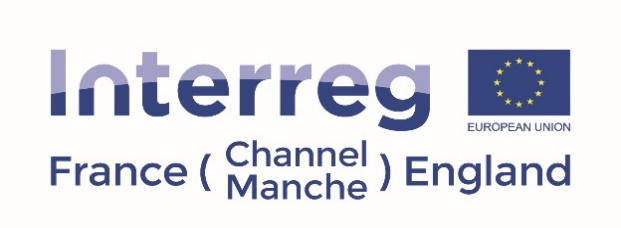 Interreg
EUROPEAN UNION
France ( Channel Manche ) England